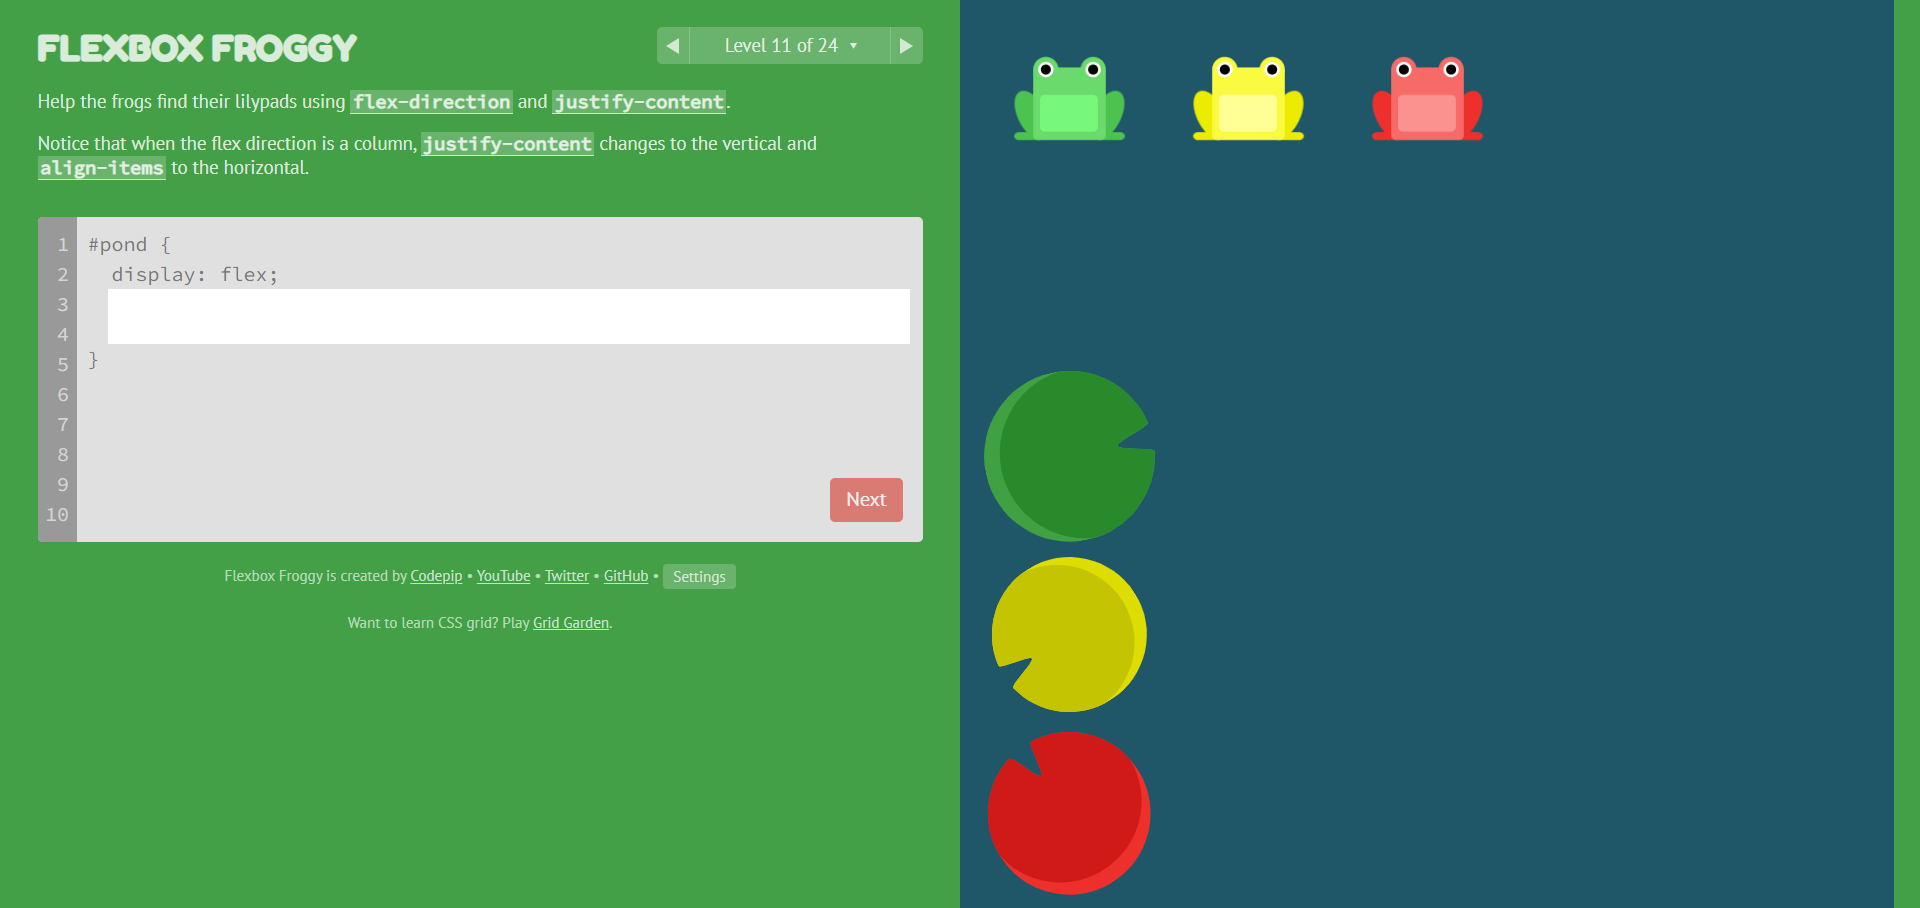 FLEXBOX FROGGY
Level 11 of 24 ▾
Help the frogs find their lilypads using flex-direction and justify-content.
Notice that when the flex direction is a column, justify-content changes to the vertical and
align-items to the horizontal.
1 #pond {
2 display: flex;
3
4
5 }
6
7
8
9
10
Next
Flexbox Froggy is created by Codepip • YouTube • Twitter • GitHub • Settings
Want to learn CSS grid? Play Grid Garden.